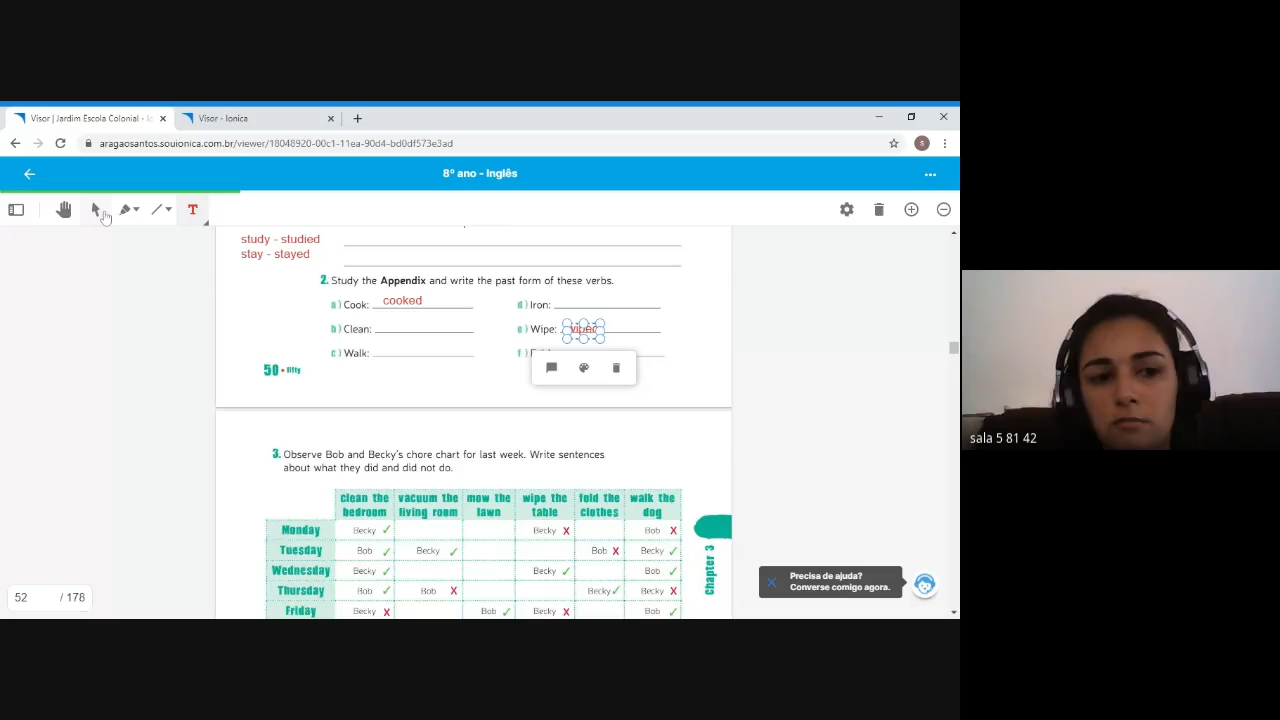 Visor | Jardim Escola Colonial - Io
Visor - Ionica
aragaosantos.souionica.com.br/viewer/18048920-00c1-11ea-90d4-bd0df573e3ad
S
8º ano - Inglês
T
study - studied
stay - stayed
2. Study the Appendix and write the past form of these verbs.
a) Cook: cooked
d) Iron:
b) Clean:
e) Wipe:
c) Walk:
f)
50 • fifty
3. Observe Bob and Becky's chore chart for last week. Write sentences
about what they did and did not do.
clean the bedroom vacuum the living room mow the lawn wipe the table fold the clothes walk the dog
Monday Becky ✓ Becky X Bob X
Tuesday Bob ✓ Becky ✓ Bob X Becky ✓
Wednesday Becky ✓ Becky ✓ Bob ✓
Thursday Bob ✓ Bob X Becky ✓ Becky X
Friday Becky X Bob ✓ Becky X Bob ✓
Chapter 3
52 / 178
Precisa de ajuda?
Converse comigo agora.
sala 5 81 42